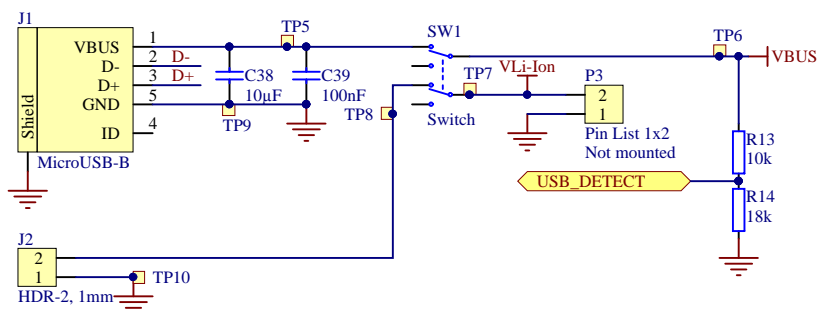 J1
Shield
VBUS 1
D- 2 D-
D+ 3 D+
GND 5
ID 4
MicroUSB-B
TP5
C38
10µF
C39
100nF
TP9
SW1
Switch
TP8
TP7
VLi-Ion
P3
2
1
Pin List 1x2
Not mounted
TP6
VBUS
R13
10k
USB_DETECT
R14
18k
J2
2
1
TP10
HDR-2, 1mm